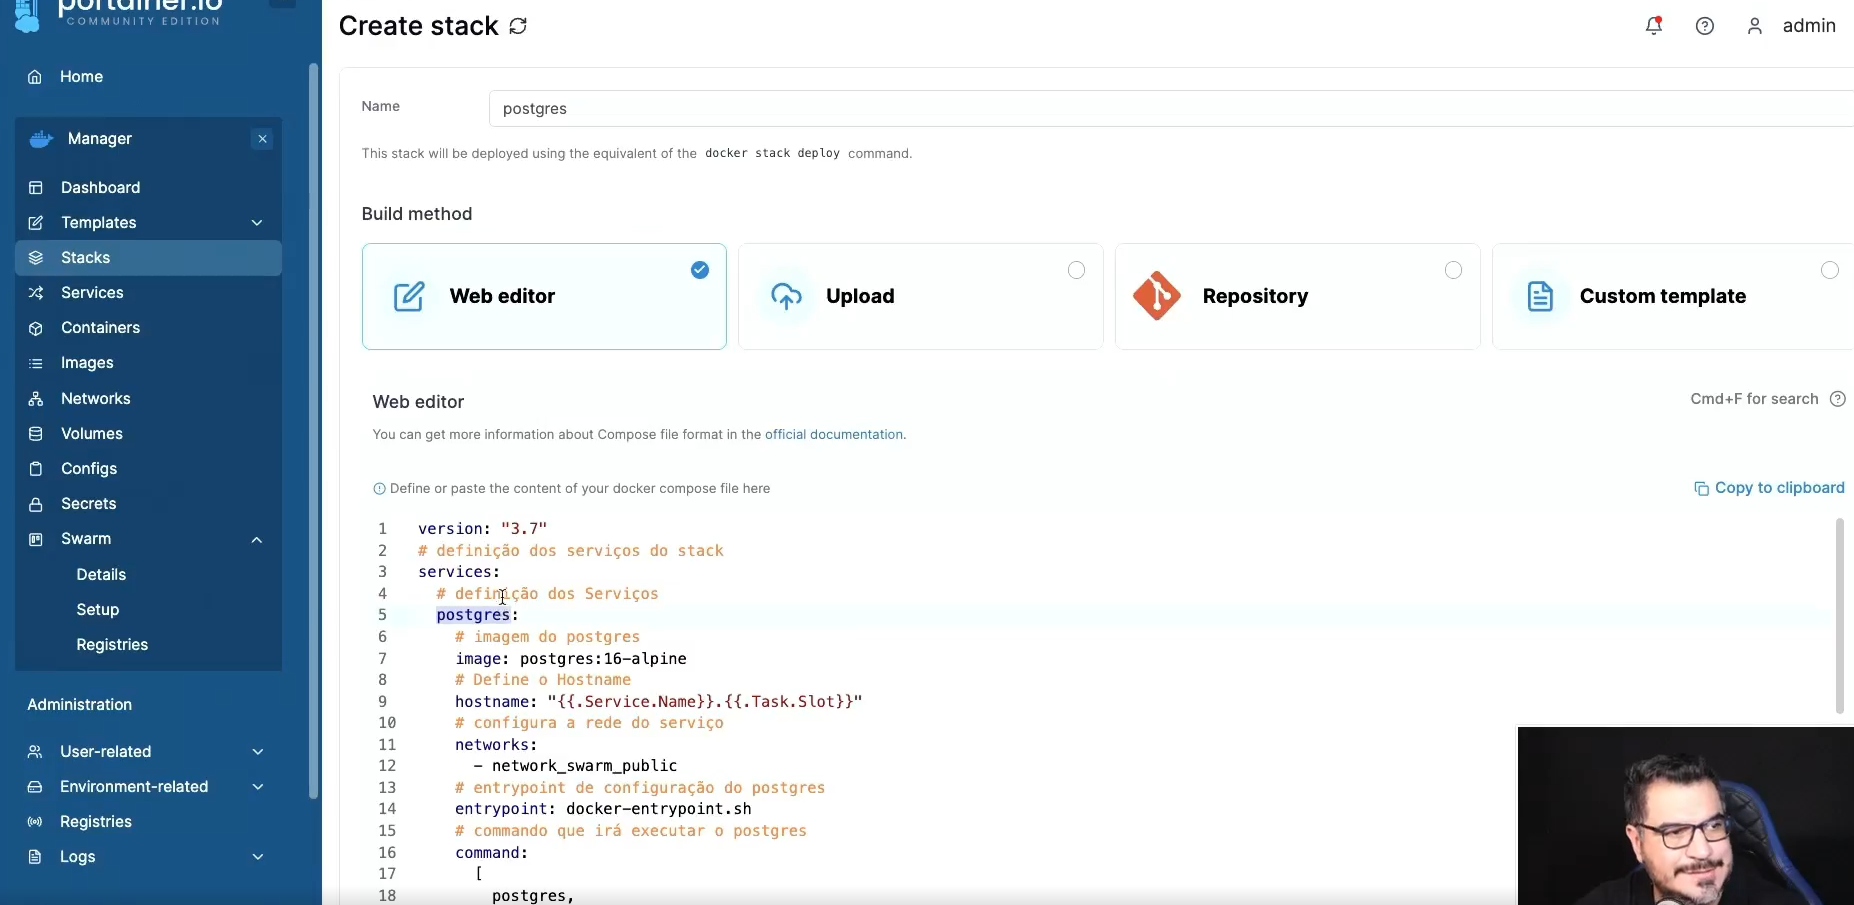 portainer.io
COMMUNITY EDITION
Home
Manager
Dashboard
Templates
Stacks
Services
Containers
Images
Networks
Volumes
Configs
Secrets
Swarm
Details
Setup
Registries
Administration
User-related
Environment-related
Registries
Logs
Create stack
admin
Name
postgres
This stack will be deployed using the equivalent of the docker stack deploy command.
Build method
Web editor
Upload
Repository
Custom template
Web editor
Cmd+F for search
You can get more information about Compose file format in the official documentation.
Define or paste the content of your docker compose file here
Copy to clipboard
1 version: "3.7"
2 # definição dos serviços do stack
3 services:
4 # definição dos Serviços
5 postgres:
6 # imagem do postgres
7 image: postgres:16-alpine
8 # Define o Hostname
9 hostname: "{{.Service.Name}}.{{.Task.Slot}}"
10 # configura a rede do serviço
11 networks:
12 - network_swarm_public
13 # entrypoint de configuração do postgres
14 entrypoint: docker-entrypoint.sh
15 # commando que irá executar o postgres
16 command:
17 [
18 postgres,